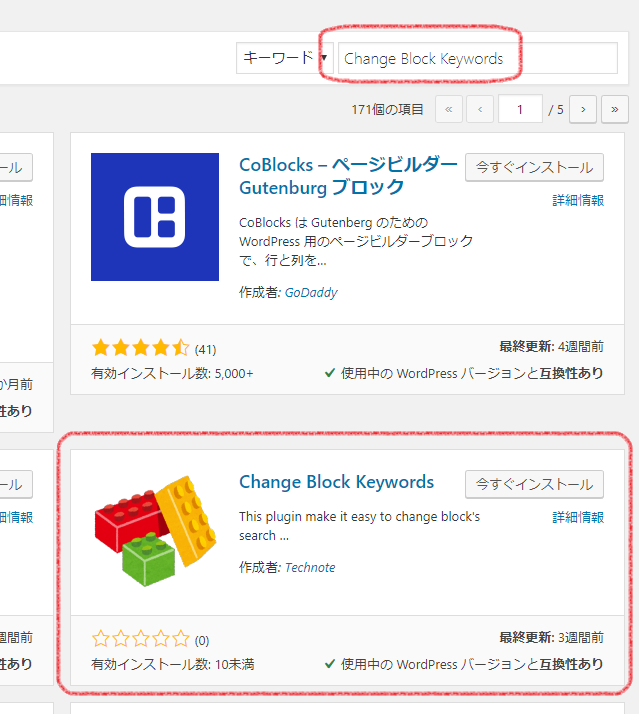 キーワード ▾ Change Block Keywords
171個の項目 « ‹ 1 / 5 › »
ール
細情報
か月前
性あり
CoBlocks – ページビルダー
Gutenburg ブロック
今すぐインストール
詳細情報
CoBlocks は Gutenberg のための
WordPress 用のページビルダーブロック
で、行と列を...
作成者: GoDaddy
(41)
最終更新: 4週間前
有効インストール数: 5,000+
✓ 使用中の WordPress バージョンと互換性あり
ール
細情報
週間前
性あり
Change Block Keywords
今すぐインストール
詳細情報
This plugin make it easy to change block's
search ...
作成者: Technote
(0)
最終更新: 3週間前
有効インストール数: 10未満
✓ 使用中の WordPress バージョンと互換性あり